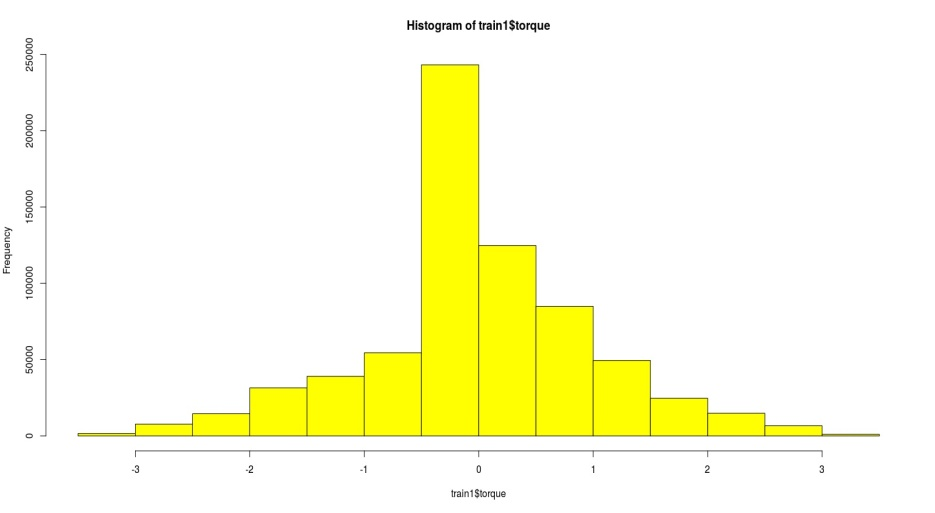 Histogram of train1$torque
Frequency
250000
200000
150000
100000
50000
0
-3 -2 -1 0 1 2 3
train1$torque